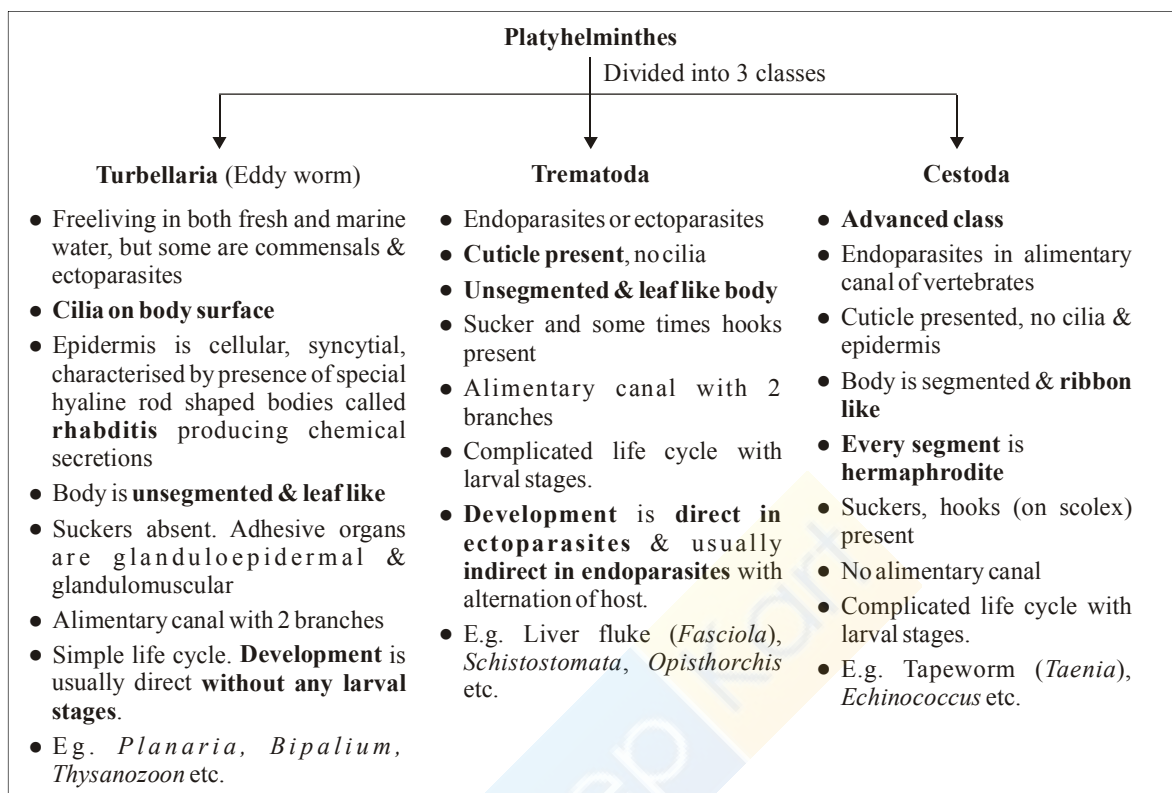 Platyhelminthes
Divided into 3 classes
Turbellaria (Eddy worm)
● Freeliving in both fresh and marine
water, but some are commensals &
ectoparasites
● Cilia on body surface
● Epidermis is cellular, syncytial,
characterised by presence of special
hyaline rod shaped bodies called
rhabditis producing chemical
secretions
● Body is unsegmented & leaf like
● Suckers absent. Adhesive organs
are glanduloepidermal &
glandulomuscular
● Alimentary canal with 2 branches
● Simple life cycle. Development is
usually direct without any larval
stages.
● Eg. Planaria, Bipalium,
Thysanozoon etc.
Trematoda
● Endoparasites or ectoparasites
● Cuticle present, no cilia
● Unsegmented & leaf like body
● Sucker and some times hooks
present
● Alimentary canal with 2
branches
● Complicated life cycle with
larval stages.
● Development is direct in
ectoparasites & usually
indirect in endoparasites with
alternation of host.
● E.g. Liver fluke (Fasciola),
Schistostomata, Opisthorchis
etc.
Cestoda
● Advanced class
● Endoparasites in alimentary
canal of vertebrates
● Cuticle presented, no cilia &
epidermis
● Body is segmented & ribbon
like
● Every segment is
hermaphrodite
● Suckers, hooks (on scolex)
present
● No alimentary canal
● Complicated life cycle with
larval stages.
● E.g. Tapeworm (Taenia),
Echinococcus etc.
ep Kart